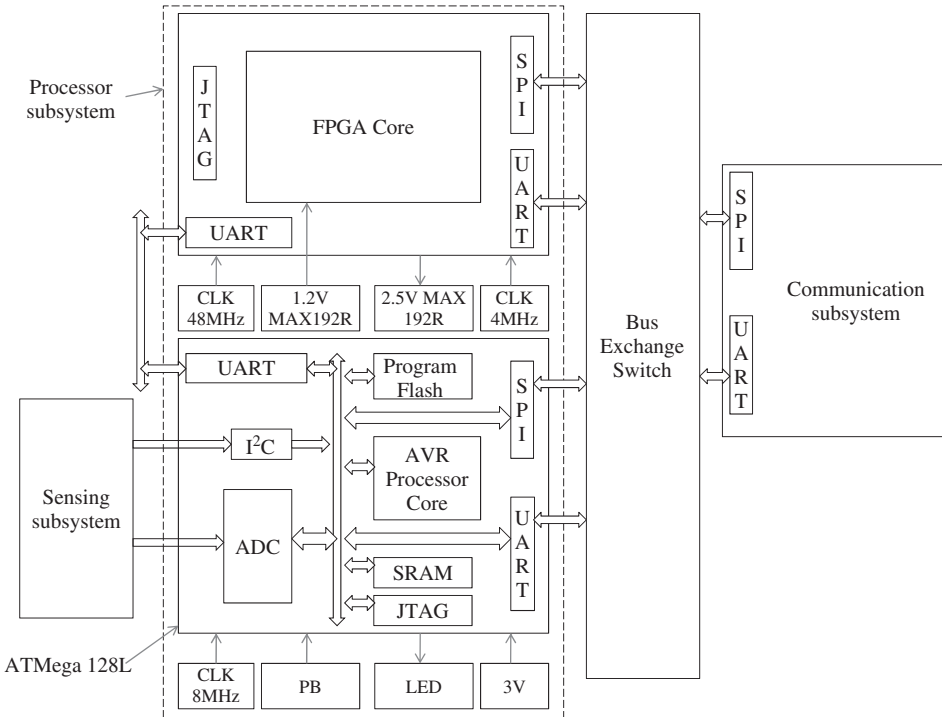 Processor
subsystem
J
T
A
G
FPGA Core
S
P
I
U
A
R
T
UART
CLK
48MHz
1.2V
MAX192R
2.5V MAX
192R
CLK
4MHz
Bus
Exchange
Switch
S
P
I
U
A
R
T
Communication
subsystem
UART
Program
Flash
S
P
I
I²C
AVR
Processor
Core
Sensing
subsystem
ADC
U
A
R
T
SRAM
JTAG
ATMega 128L
CLK
8MHz
PB
LED
3V